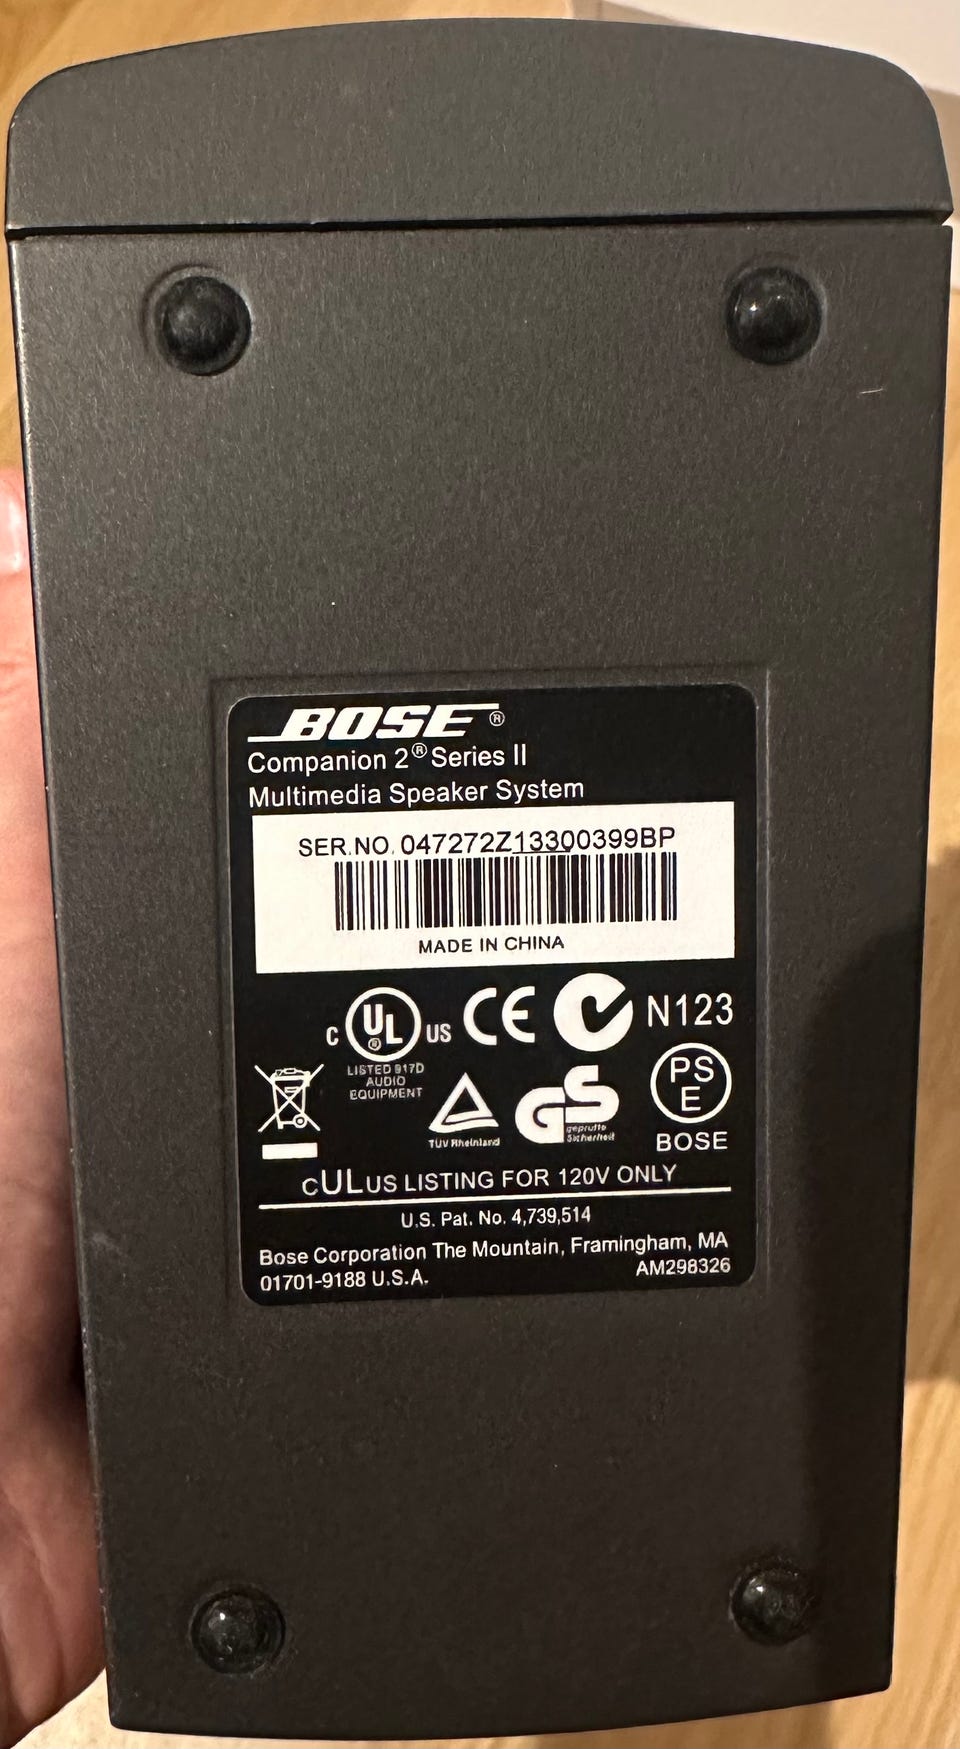 BOSE®
Companion 2® Series II
Multimedia Speaker System
SER.NO. 047272Z13300399BP
MADE IN CHINA
C UL® US CE N123
LISTED 917D
AUDIO
EQUIPMENT
TÜV Rheinland
GS
geprüfte
Sicherheit
PS
E
BOSE
cULus LISTING FOR 120V ONLY
U.S. Pat. No. 4,739,514
Bose Corporation The Mountain, Framingham, MA
01701-9188 U.S.A.
AM298326